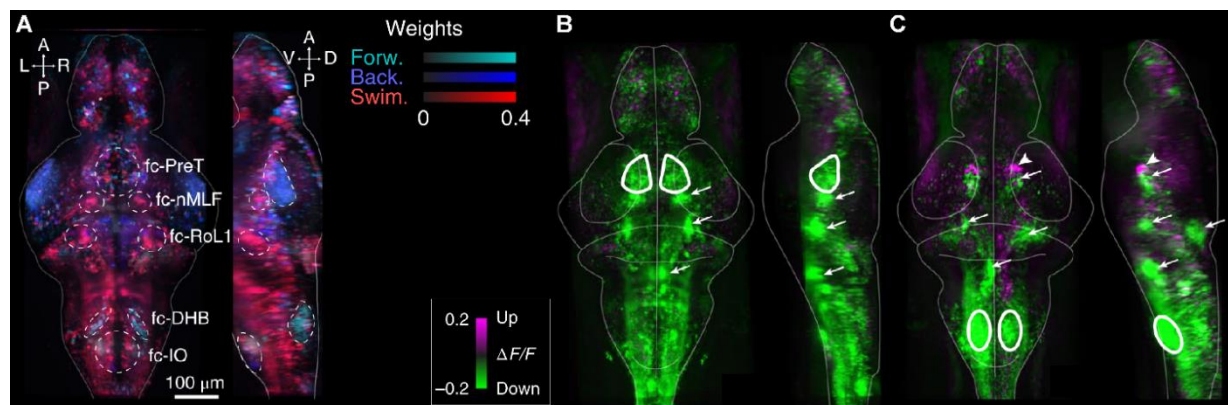 A
A
L
R
P
A
V
D
P
Weights
Forw.
Back.
Swim.
0
0.4
fc-PreT
fc-nMLF
fc-RoL1
fc-DHB
fc-IO
100 μm
0.2
Up
ΔF/F
−0.2
Down
B
C